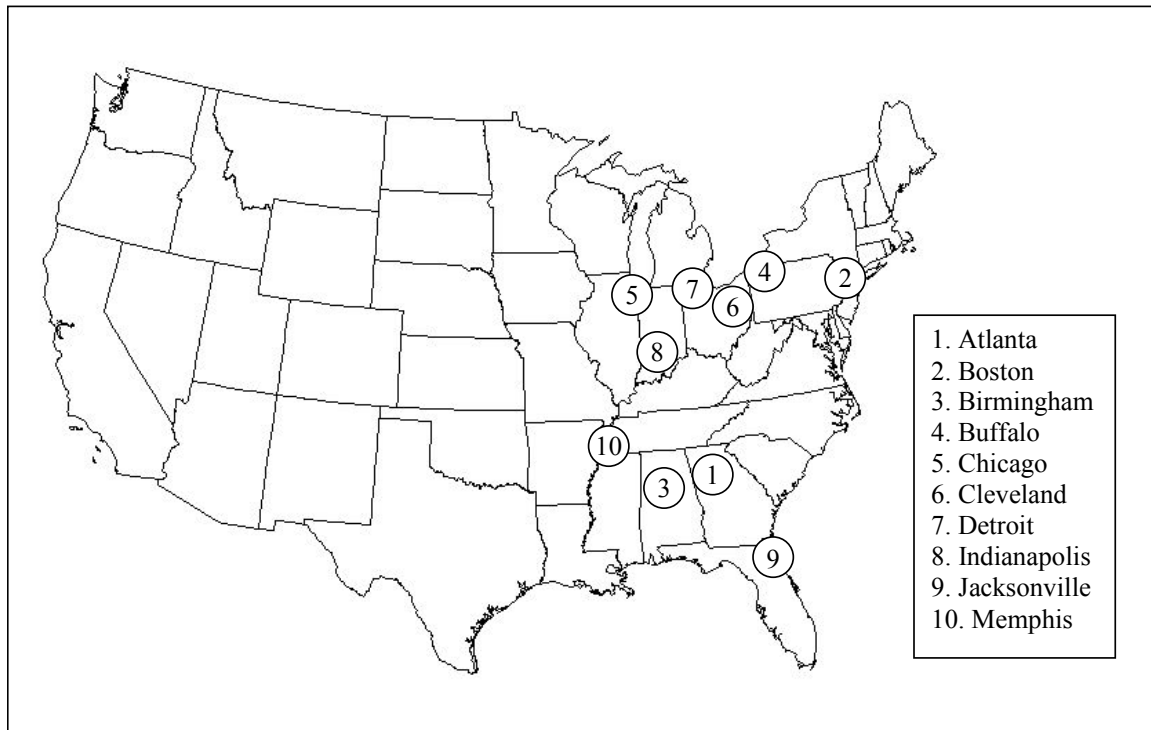 4
2
7
5
6
8
10
1
3
9
1. Atlanta
2. Boston
3. Birmingham
4. Buffalo
5. Chicago
6. Cleveland
7. Detroit
8. Indianapolis
9. Jacksonville
10. Memphis